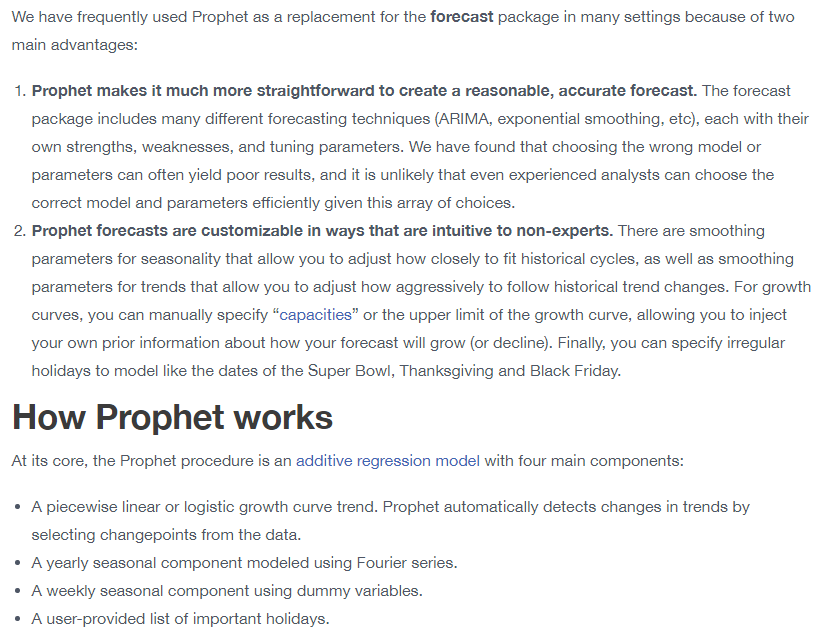 We have frequently used Prophet as a replacement for the forecast package in many settings because of two
main advantages:
1. Prophet makes it much more straightforward to create a reasonable, accurate forecast. The forecast
package includes many different forecasting techniques (ARIMA, exponential smoothing, etc), each with their
own strengths, weaknesses, and tuning parameters. We have found that choosing the wrong model or
parameters can often yield poor results, and it is unlikely that even experienced analysts can choose the
correct model and parameters efficiently given this array of choices.
2. Prophet forecasts are customizable in ways that are intuitive to non-experts. There are smoothing
parameters for seasonality that allow you to adjust how closely to fit historical cycles, as well as smoothing
parameters for trends that allow you to adjust how aggressively to follow historical trend changes. For growth
curves, you can manually specify “capacities” or the upper limit of the growth curve, allowing you to inject
your own prior information about how your forecast will grow (or decline). Finally, you can specify irregular
holidays to model like the dates of the Super Bowl, Thanksgiving and Black Friday.
How Prophet works
At its core, the Prophet procedure is an additive regression model with four main components:
• A piecewise linear or logistic growth curve trend. Prophet automatically detects changes in trends by
selecting changepoints from the data.
• A yearly seasonal component modeled using Fourier series.
• A weekly seasonal component using dummy variables.
• A user-provided list of important holidays.